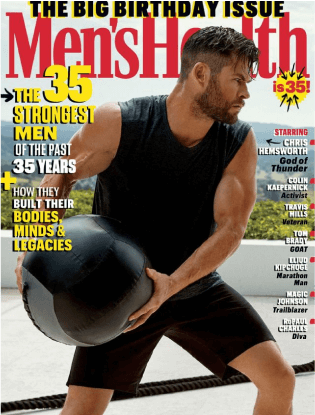 THE BIG BIRTHDAY ISSUE
Men'sHealth
is 35!
THE 35
STRONGEST
MEN
OF THE PAST
35 YEARS
+
HOW THEY
BUILT THEIR
BODIES,
MINDS &
LEGACIES
STARRING
CHRIS
HEMSWORTH
God of
Thunder
COLIN
KAEPERNICK
Activist
TRAVIS
MILLS
Veteran
TOM
BRADY
GOAT
ELIUD
KIPCHOGE
Marathon
Man
MAGIC
JOHNSON
Trailblazer
RuPAUL
CHARLES
Diva